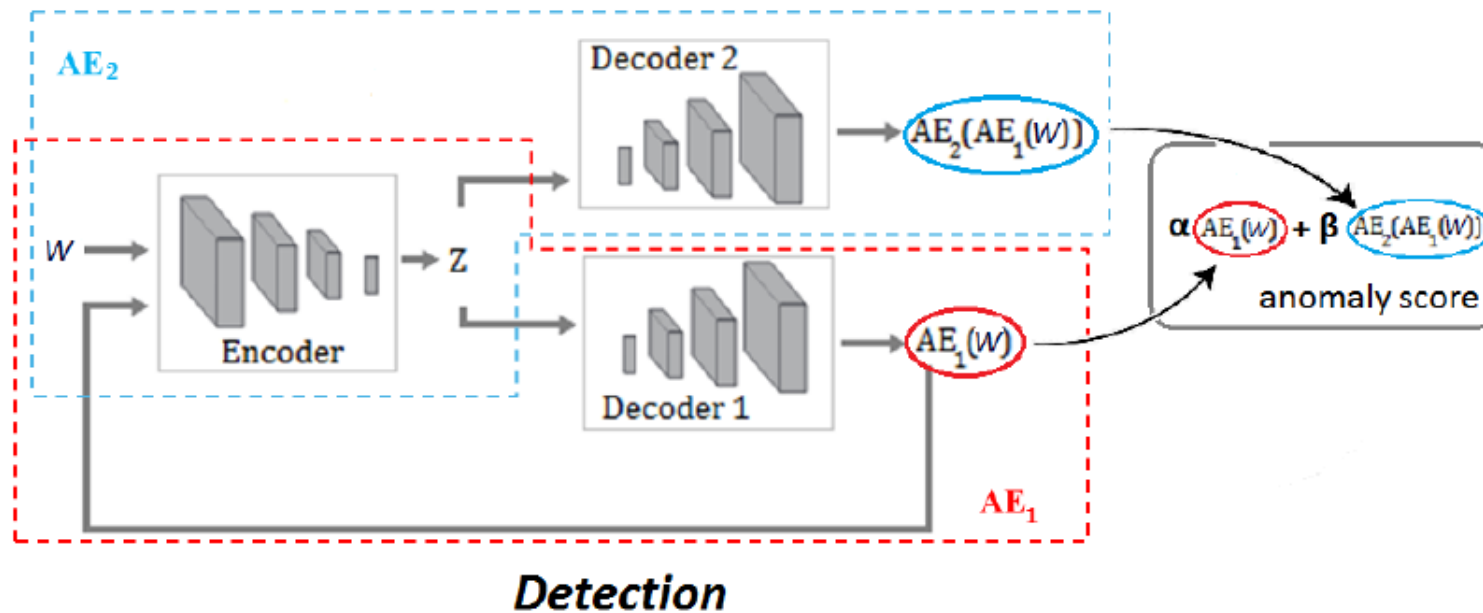 AE₂
Decoder 2
AE₂(AE₁(W))
W
Encoder
Z
α AE₁(W) + β AE₂(AE₁(W))
anomaly score
Decoder 1
AE₁(W)
AE₁
Detection